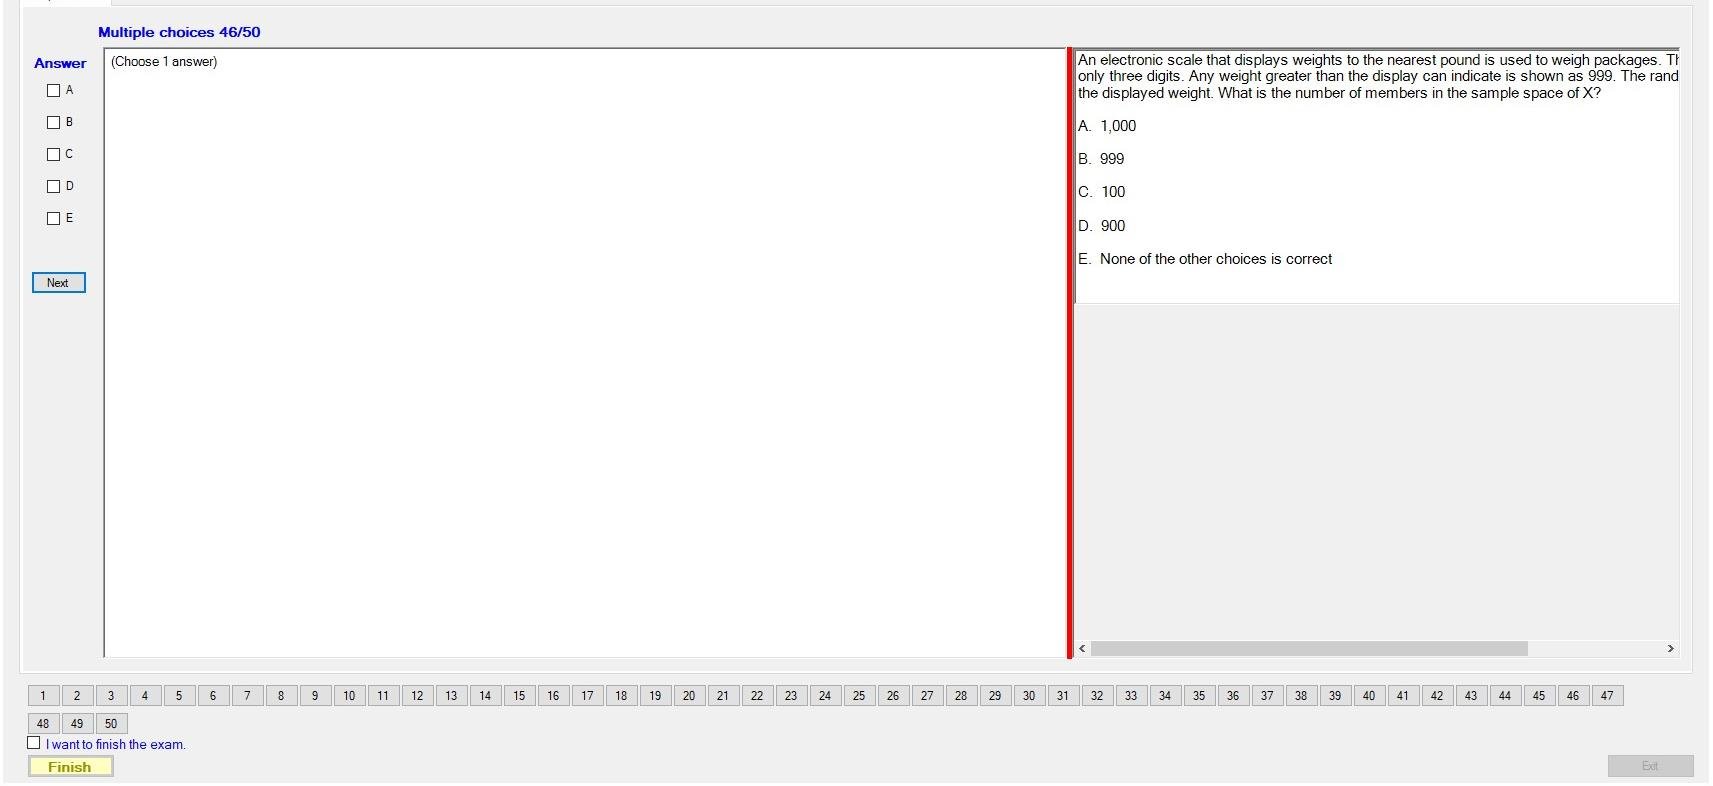 Multiple choices 46/50
Answer
(Choose 1 answer)
A
B
C
D
E
Next
An electronic scale that displays weights to the nearest pound is used to weigh packages.
only three digits. Any weight greater than the display can indicate is shown as 999. The
the displayed weight. What is the number of members in the sample space of X?
A. 1,000
B. 999
C. 100
D. 900
E. None of the other choices is correct
1 2 3 4 5 6 7 8 9 10 11 12 13 14 15 16 17 18 19 20 21 22 23 24 25 26 27 28 29 30 31 32 33 34 35 36 37 38 39 40 41 42 43 44 45 46 47
48 49 50
I want to finish the exam.
Finish
Exit